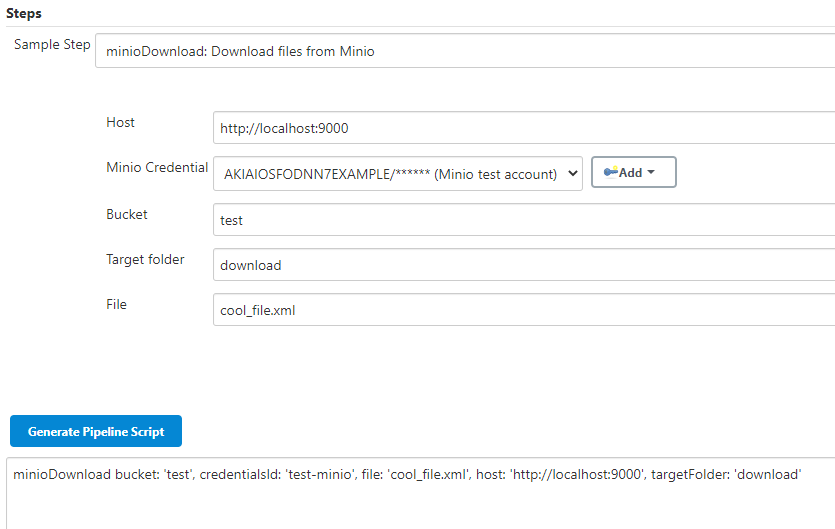 Steps
Sample Step minioDownload: Download files from Minio
Host http://localhost:9000
Minio Credential AKIAIOSFODNN7EXAMPLE/****** (Minio test account) Add
Bucket test
Target folder download
File cool_file.xml
Generate Pipeline Script
minioDownload bucket: 'test', credentialsId: 'test-minio', file: 'cool_file.xml', host: 'http://localhost:9000', targetFolder: 'download'